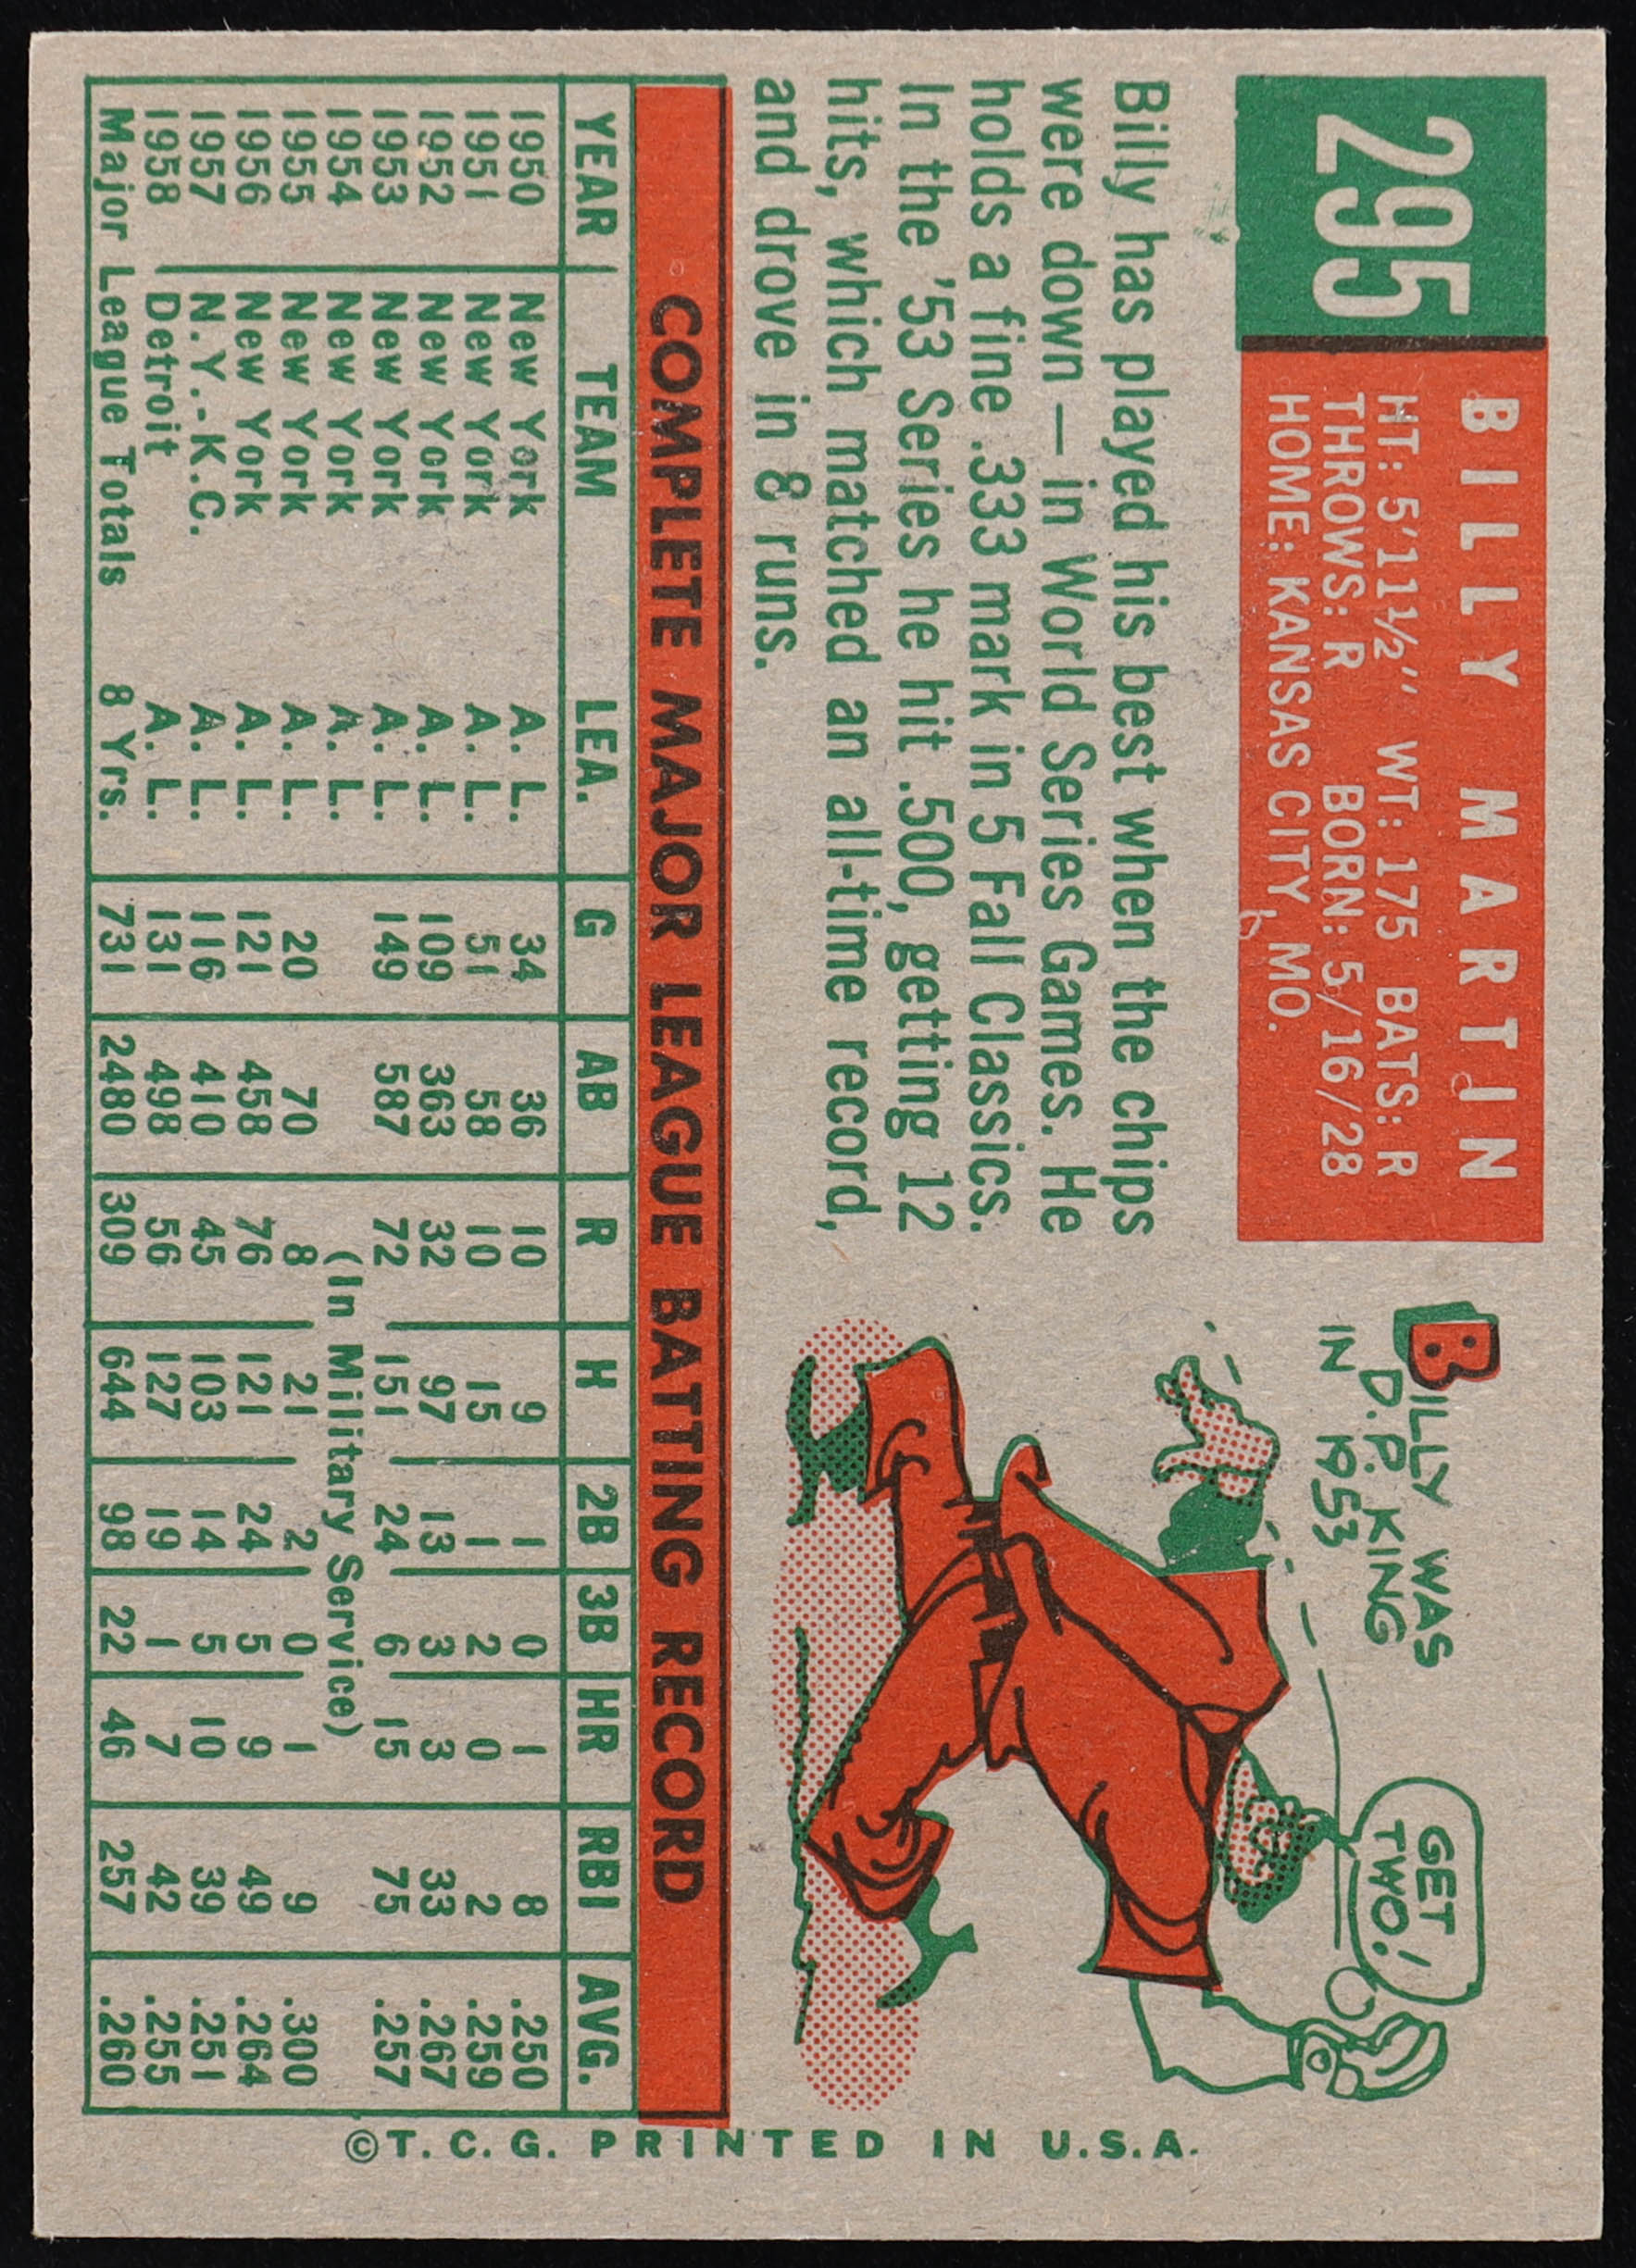 295
BILLY MARTIN
HT: 5'11½" WT: 175 BATS: R
THROWS: R BORN: 5/16/28
HOME: KANSAS CITY, MO.
Billy has played his best when the chips
were down — in World Series Games. He
holds a fine .333 mark in 5 Fall Classics.
In the '53 Series he hit .500, getting 12
hits, which matched an all-time record,
and drove in 8 runs.
BILLY WAS
D.P. KING
IN 1953
GET
TWO!
COMPLETE MAJOR LEAGUE BATTING RECORD
YEAR TEAM LEA. G AB R H 2B 3B HR RBI AVG.
1950 New York A. L. 34 36 10 9 1 0 1 8 .250
1951 New York A. L. 51 58 10 15 1 2 0 2 .259
1952 New York A. L. 109 363 32 97 13 3 3 33 .267
1953 New York A. L. 149 587 72 151 24 6 15 75 .257
1954 New York A. L. (In Military Service)
1955 New York A. L. 20 70 8 21 2 0 1 9 .300
1956 New York A. L. 121 458 76 121 24 5 9 49 .264
1957 N.Y.-K.C. A. L. 116 410 45 103 14 5 10 39 .251
1958 Detroit A. L. 131 498 56 127 19 1 7 42 .255
Major League Totals 8 Yrs. 731 2480 309 644 98 22 46 257 .260
©T. C. G. PRINTED IN U.S.A.